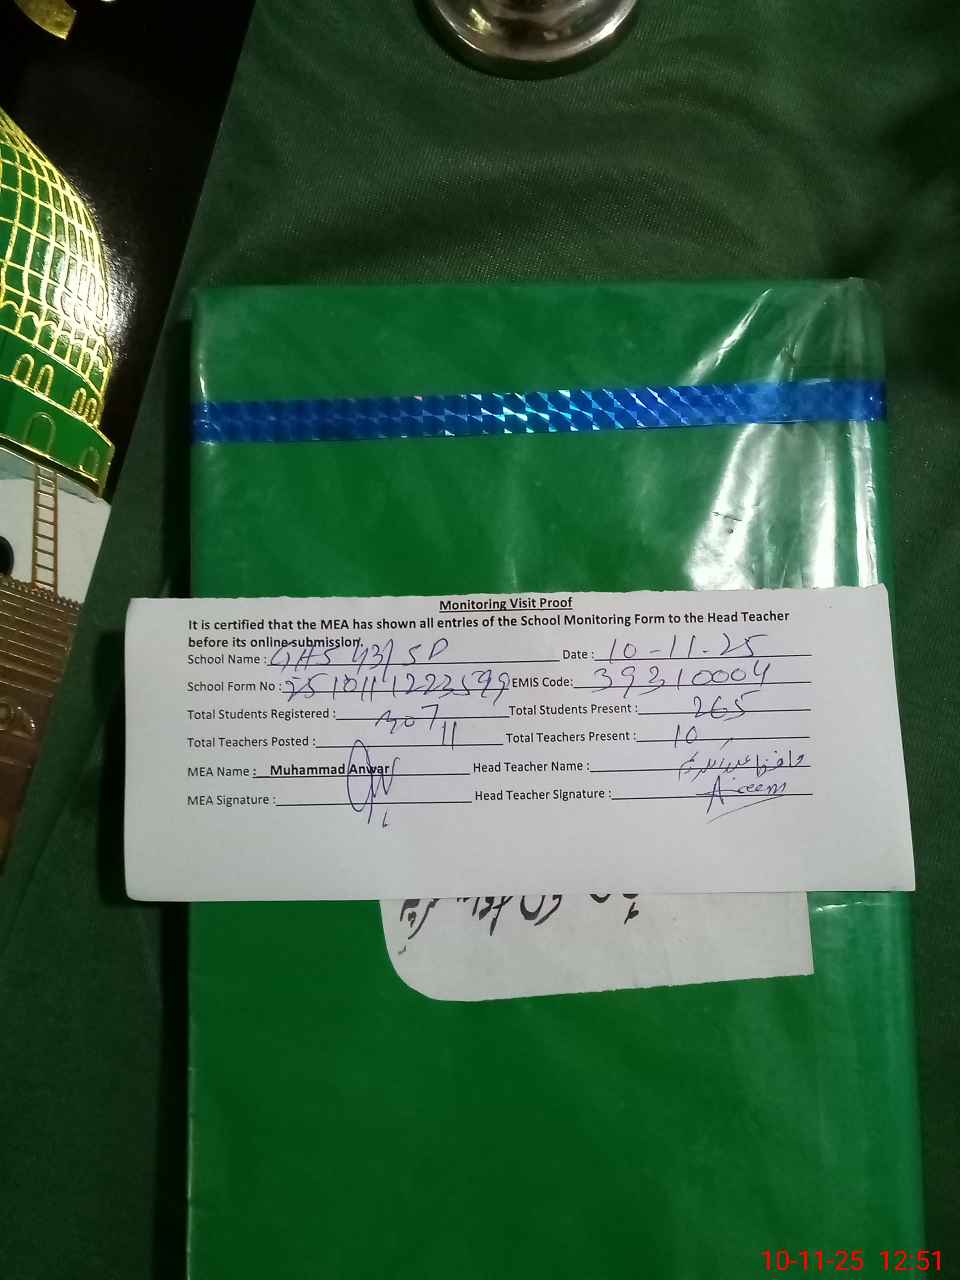 Monitoring Visit Proof
It is certified that the MEA has shown all entries of the School Monitoring Form to the Head Teacher
before its online submission.
School Name : GHS 43/SP Date : 10-11-25
School Form No : EMIS Code: 39310004
Total Students Registered : 307 Total Students Present : 265
Total Teachers Posted : 11 Total Teachers Present : 10
MEA Name : Muhammad Anwar Head Teacher Name : حافظ
MEA Signature : Head Teacher Signature :
10-11-25 12:51